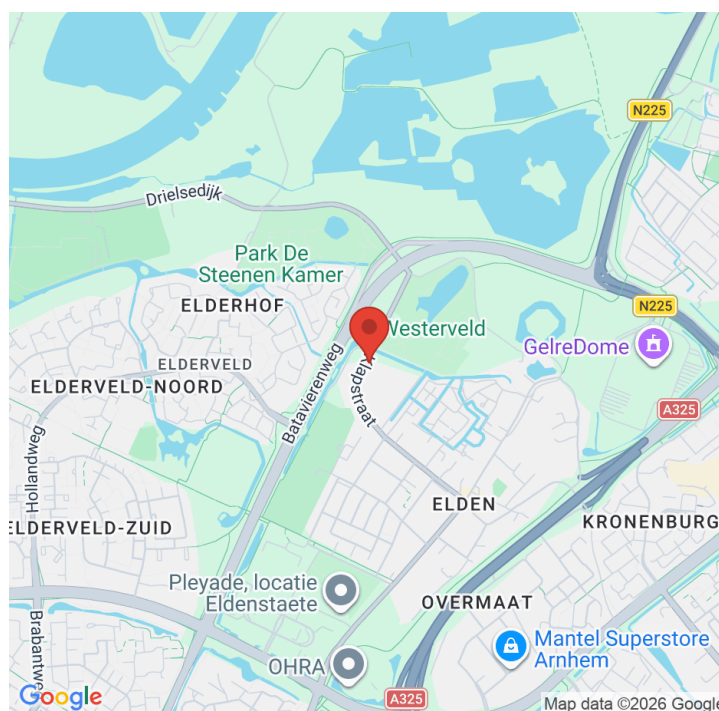 N225
Drielsedijk
Park De
Steenen Kamer
ELDERHOF
N225
Westerveld
GelreDome
ELDERVELD
ELDERVELD-NOORD
Batavierenweg
Klapstraat
A325
Hollandweg
ELDEN
KRONENBURG
ELDERVELD-ZUID
Pleyade, locatie
Eldenstaete
OVERMAAT
Mantel Superstore
Arnhem
Brabantweg
OHRA
A325
Google
Map data ©2026 Google